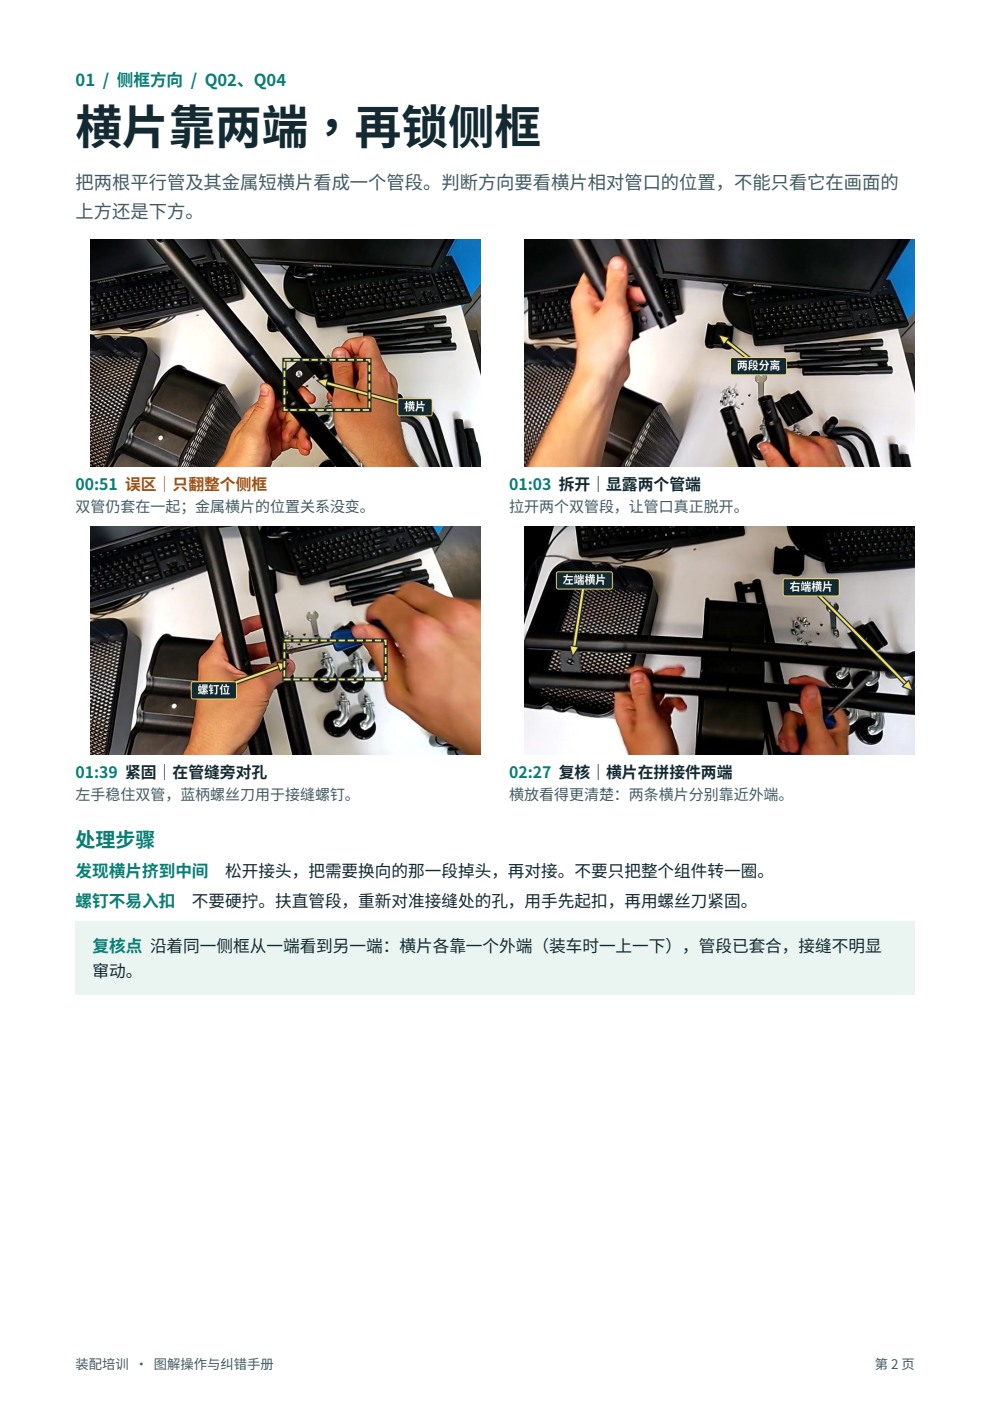 01 / 侧框方向 / Q02、Q04
横片靠两端，再锁侧框
把两根平行管及其金属短横片看成一个管段。判断方向要看横片相对管口的位置，不能只看它在画面的
上方还是下方。
横片
两段分离
00:51 误区｜只翻整个侧框
双管仍套在一起；金属横片的位置关系没变。
01:03 拆开｜显露两个管端
拉开两个双管段，让管口真正脱开。
螺钉位
左端横片
右端横片
01:39 紧固｜在管缝旁对孔
左手稳住双管，蓝柄螺丝刀用于接缝螺钉。
02:27 复核｜横片在拼接件两端
横放看得更清楚：两条横片分别靠近外端。
处理步骤
发现横片挤到中间 松开接头，把需要换向的那一段掉头，再对接。不要只把整个组件转一圈。
螺钉不易入扣 不要硬拧。扶直管段，重新对准接缝处的孔，用手先起扣，再用螺丝刀紧固。
复核点 沿着同一侧框从一端看到另一端：横片各靠一个外端（装车时一上一下），管段已套合，接缝不明显
窜动。
装配培训 · 图解操作与纠错手册
第 2 页